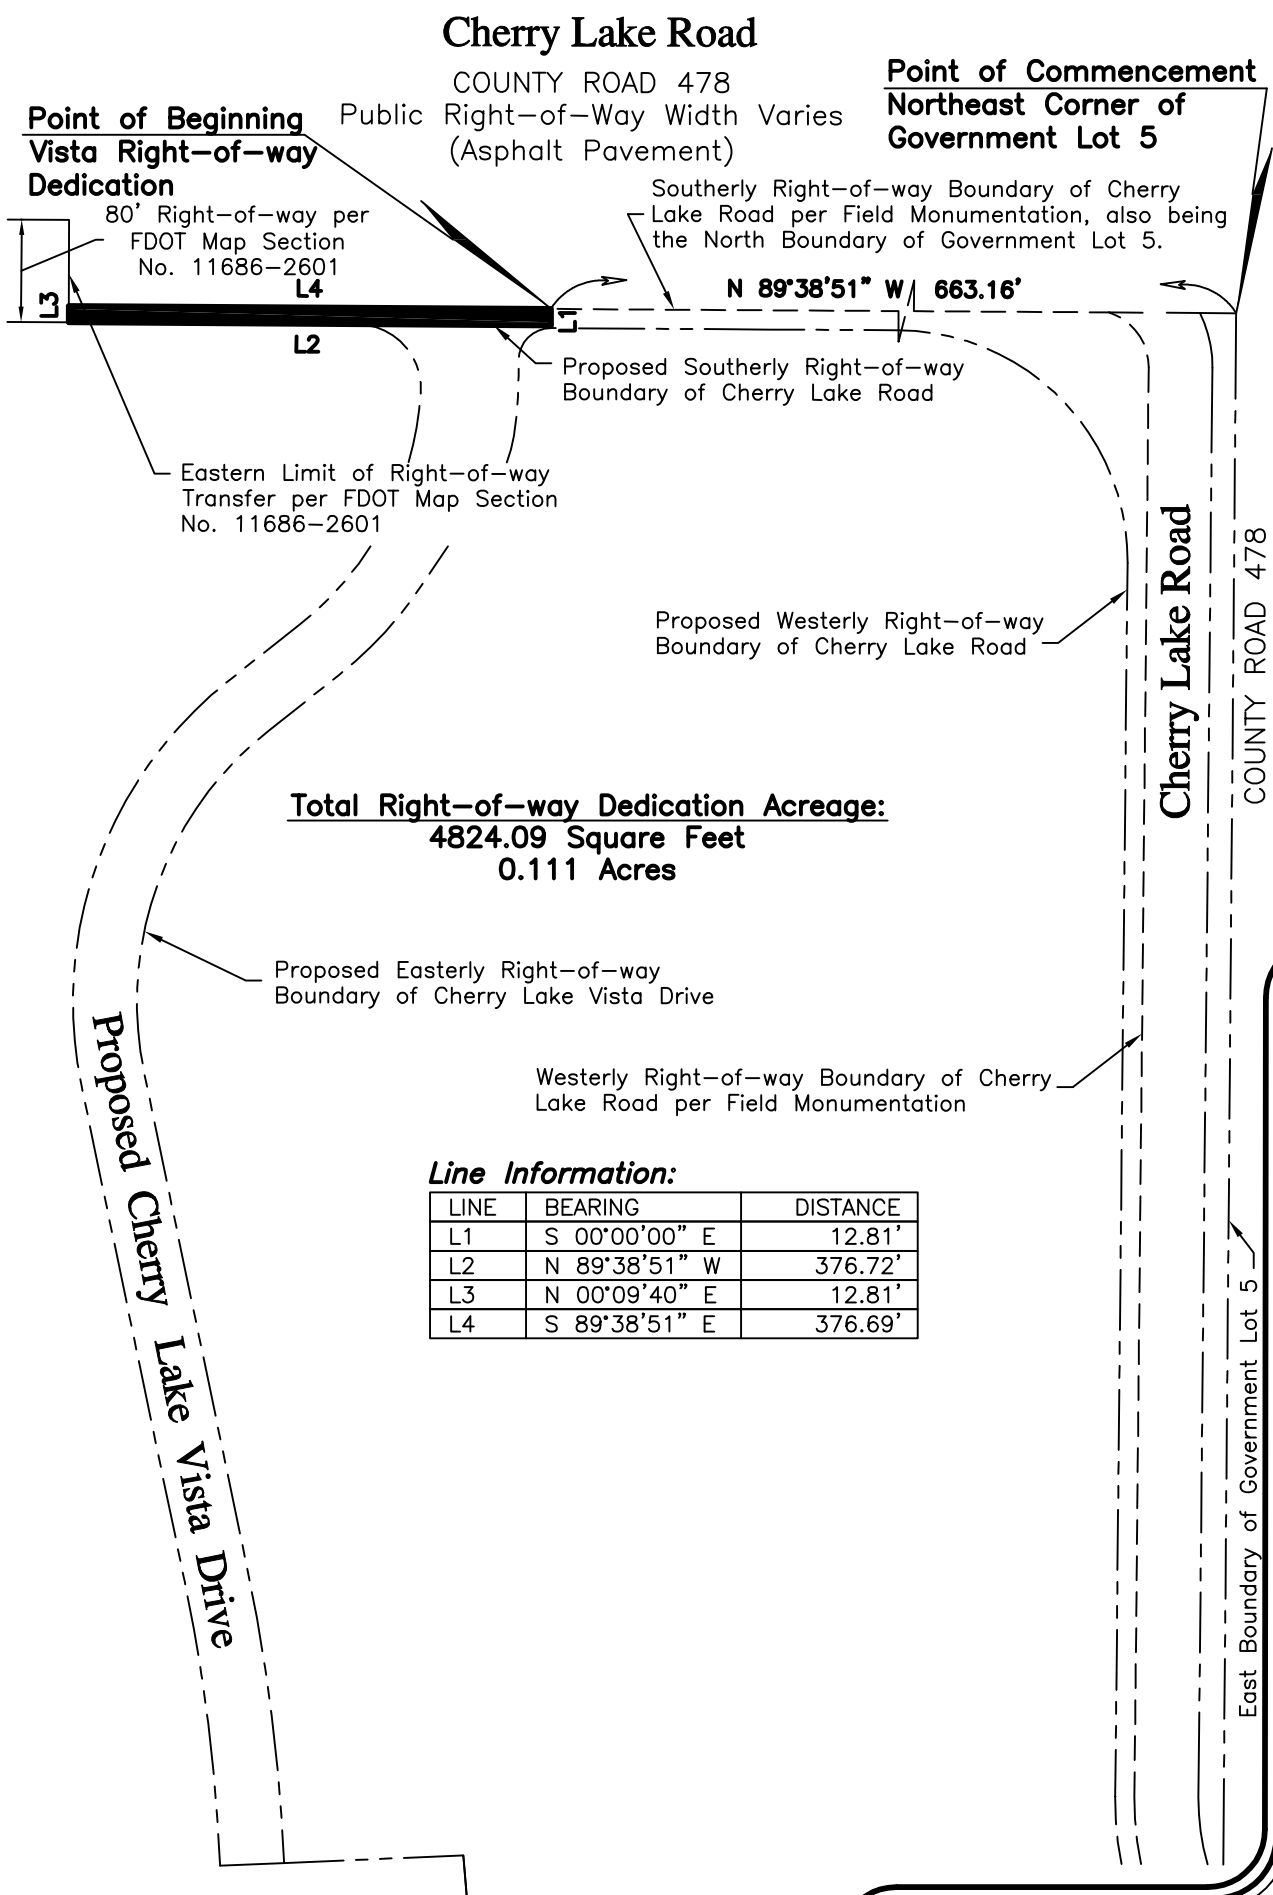 Cherry Lake Road
COUNTY ROAD 478
Public Right-of-Way Width Varies
(Asphalt Pavement)
Point of Commencement
Northeast Corner of
Government Lot 5
Point of Beginning
Vista Right-of-way
Dedication
80' Right-of-way per
FDOT Map Section
No. 11686-2601
Southerly Right-of-way Boundary of Cherry
Lake Road per Field Monumentation, also being
the North Boundary of Government Lot 5.
L3
L4
L2
L1
N 89°38'51" W 663.16'
Proposed Southerly Right-of-way
Boundary of Cherry Lake Road
Eastern Limit of Right-of-way
Transfer per FDOT Map Section
No. 11686-2601
Cherry Lake Road
COUNTY ROAD 478
Proposed Westerly Right-of-way
Boundary of Cherry Lake Road
Total Right-of-way Dedication Acreage:
4824.09 Square Feet
0.111 Acres
Proposed Easterly Right-of-way
Boundary of Cherry Lake Vista Drive
Proposed Cherry Lake Vista Drive
Westerly Right-of-way Boundary of Cherry
Lake Road per Field Monumentation
Line Information:
LINE BEARING DISTANCE
L1 S 00°00'00" E 12.81'
L2 N 89°38'51" W 376.72'
L3 N 00°09'40" E 12.81'
L4 S 89°38'51" E 376.69'
East Boundary of Government Lot 5